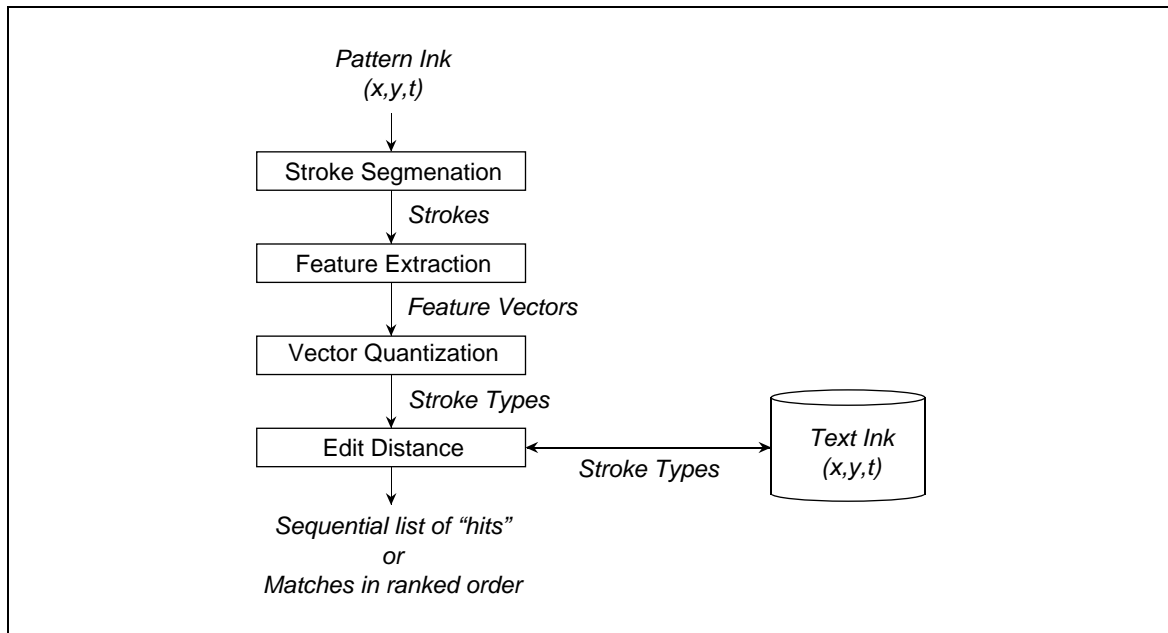 Pattern Ink
(x,y,t)
Stroke Segmenation
Strokes
Feature Extraction
Feature Vectors
Vector Quantization
Stroke Types
Edit Distance
Stroke Types
Text Ink
(x,y,t)
Sequential list of “hits”
or
Matches in ranked order